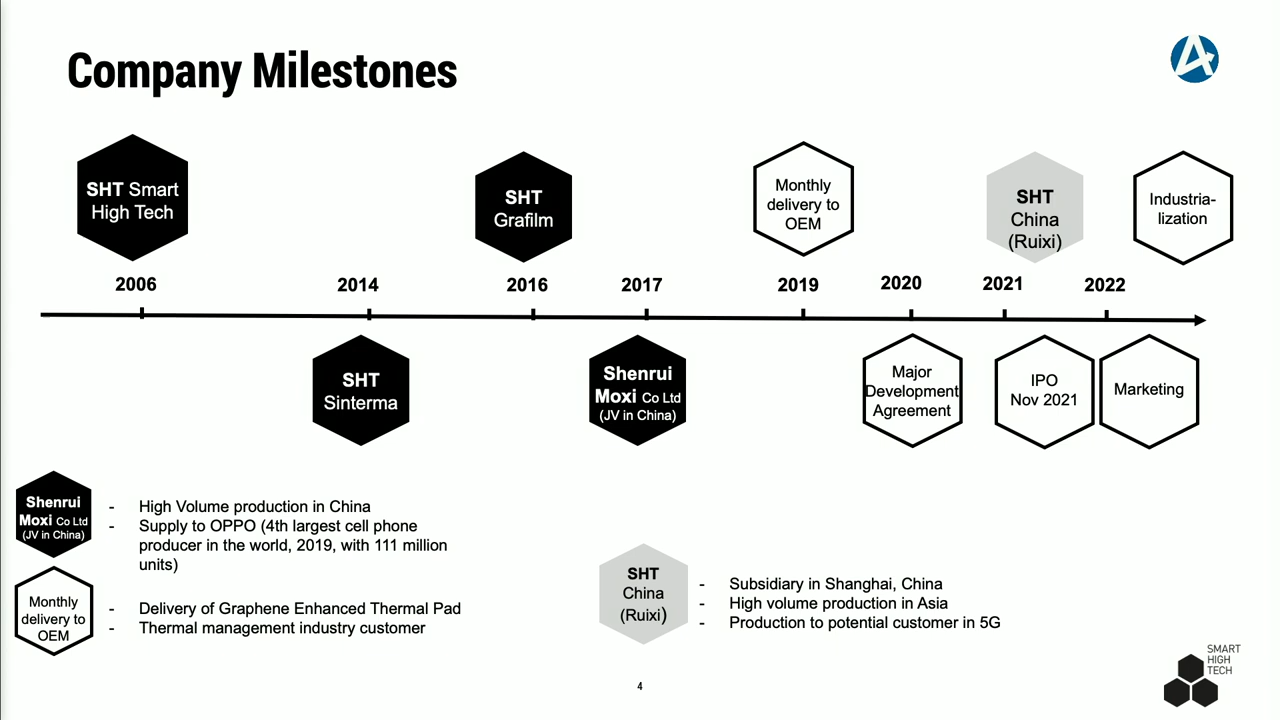 Company Milestones
SHT Smart
High Tech
SHT
Grafilm
Monthly
delivery to
OEM
SHT
China
(Ruixi)
Industria-
lization
2006
2014
2016
2017
2019
2020
2021
2022
SHT
Sinterma
Shenrui
Moxi Co Ltd
(JV in China)
Major
Development
Agreement
IPO
Nov 2021
Marketing
Shenrui
Moxi Co Ltd
(JV in China)
- High Volume production in China
- Supply to OPPO (4th largest cell phone
producer in the world, 2019, with 111 million
units)
Monthly
delivery to
OEM
- Delivery of Graphene Enhanced Thermal Pad
- Thermal management industry customer
SHT
China
(Ruixi)
- Subsidiary in Shanghai, China
- High volume production in Asia
- Production to potential customer in 5G
4
SMART
HIGH
TECH